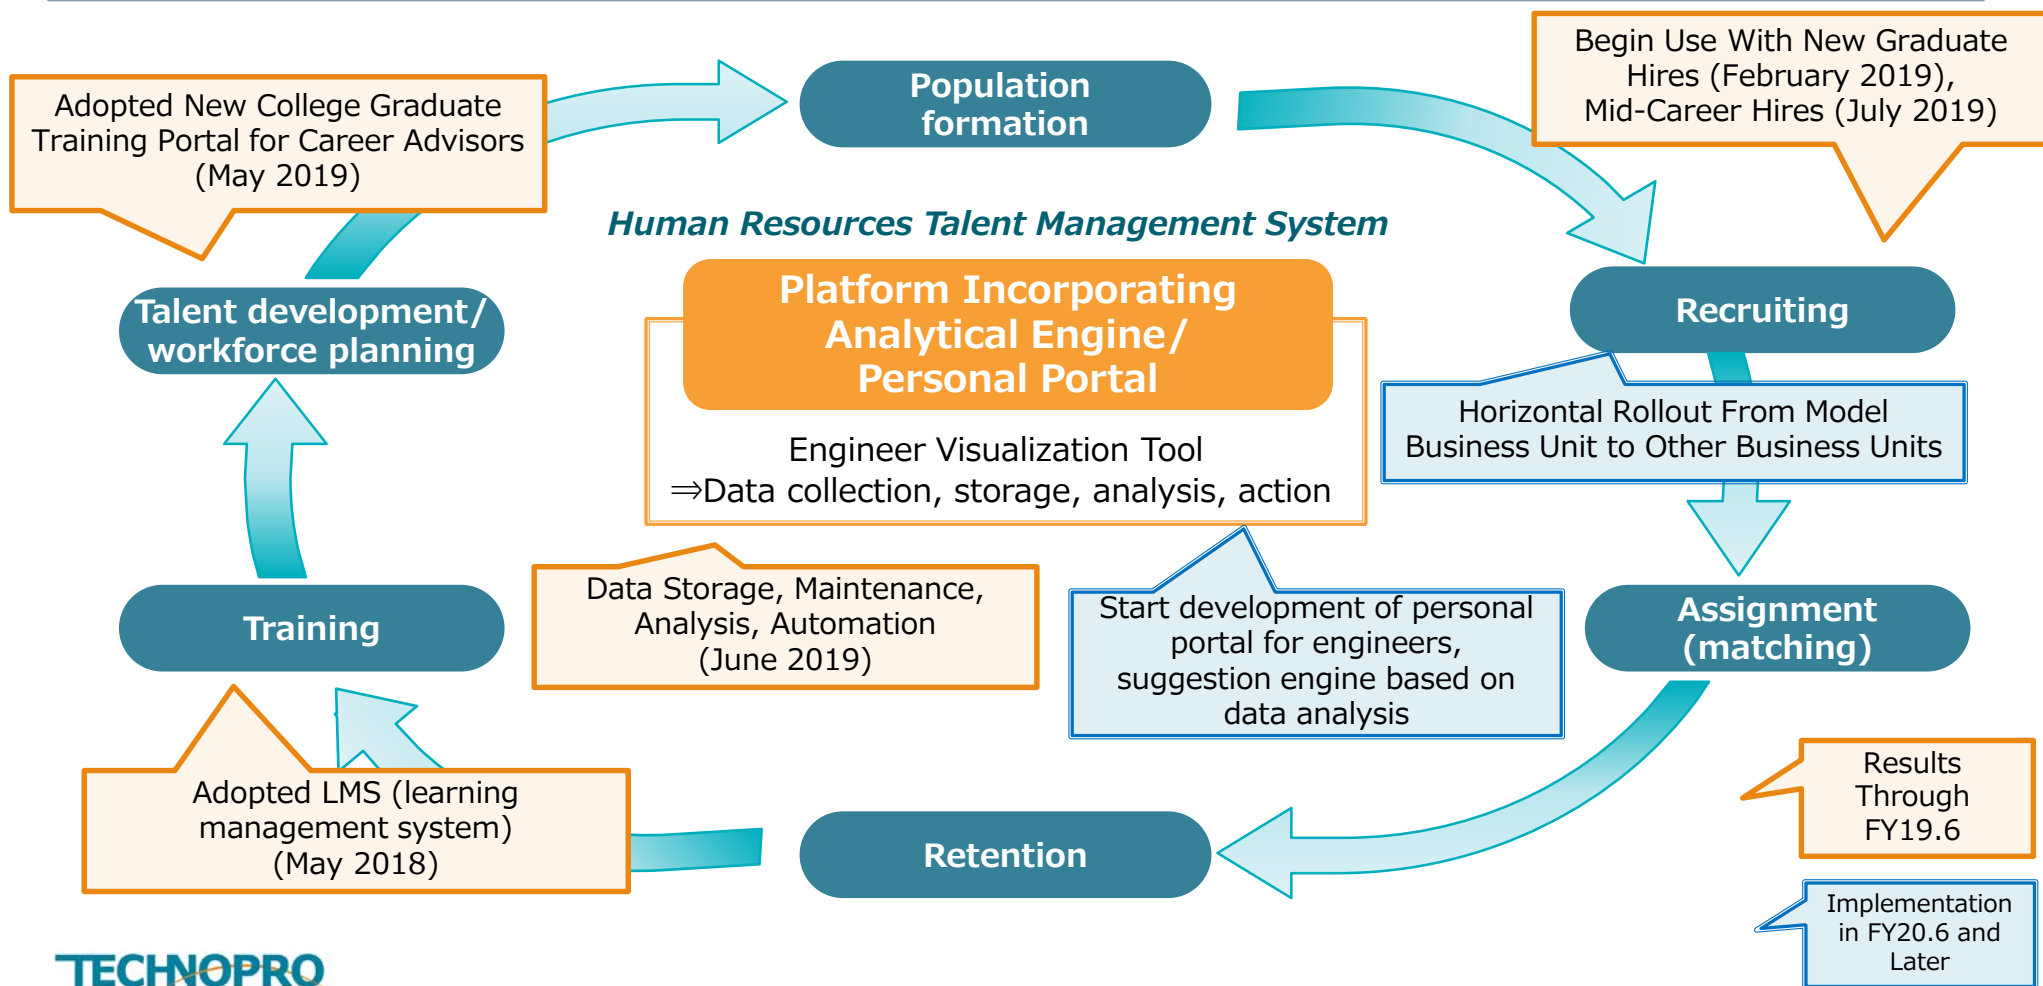 Begin Use With New Graduate
Hires (February 2019),
Mid-Career Hires (July 2019)
Adopted New College Graduate
Training Portal for Career Advisors
(May 2019)
Population
formation
Human Resources Talent Management System
Platform Incorporating
Analytical Engine/
Personal Portal
Engineer Visualization Tool
⇒Data collection, storage, analysis, action
Talent development/
workforce planning
Recruiting
Horizontal Rollout From Model
Business Unit to Other Business Units
Data Storage, Maintenance,
Analysis, Automation
(June 2019)
Start development of personal
portal for engineers,
suggestion engine based on
data analysis
Training
Assignment
(matching)
Adopted LMS (learning
management system)
(May 2018)
Retention
Results
Through
FY19.6
Implementation
in FY20.6 and
Later
TECHNOPRO